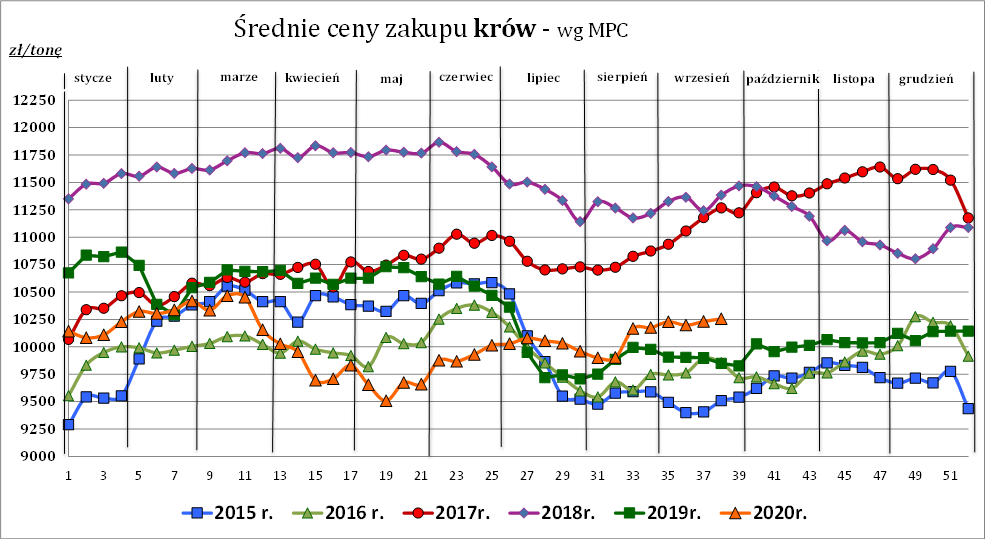 Średnie ceny zakupu krów - wg MPC
zł/tonę
stycze luty marze kwiecień maj czerwiec lipiec sierpień wrzesień październik listopa grudzień
12250
12000
11750
11500
11250
11000
10750
10500
10250
10000
9750
9500
9250
9000
1 3 5 7 9 11 13 15 17 19 21 23 25 27 29 31 33 35 37 39 41 43 45 47 49 51
2015 r. 2016 r. 2017r. 2018r. 2019r. 2020r.